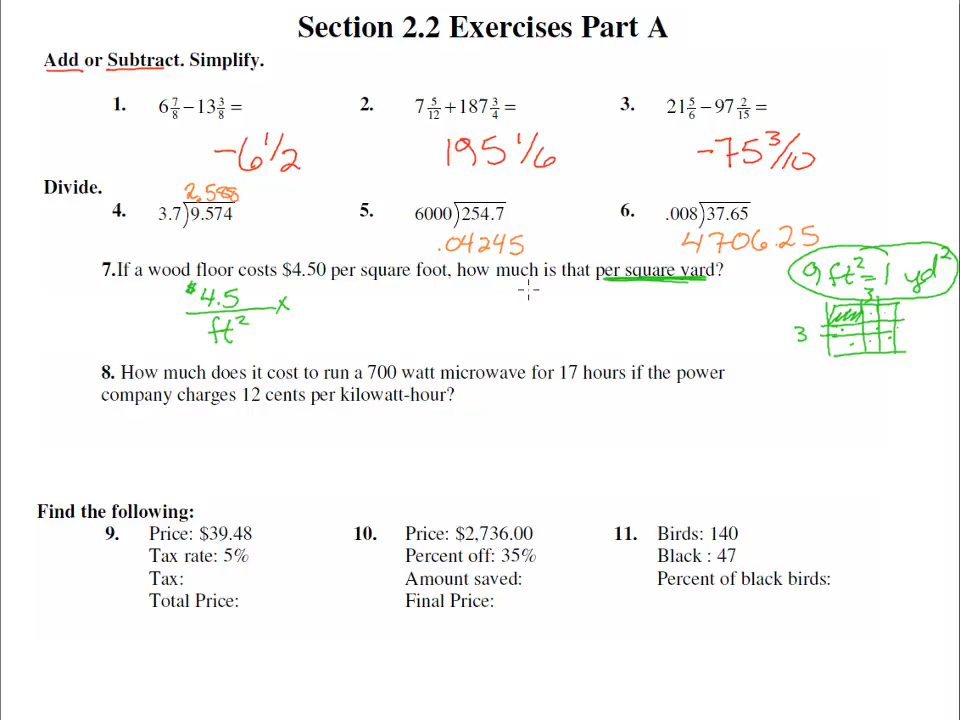 Section 2.2 Exercises Part A
Add or Subtract. Simplify.
1. 6 7/8 − 13 3/8 = 2. 7 5/12 + 187 3/4 = 3. 21 5/6 − 97 2/15 =
-6 1/2 195 1/6 -75 3/10
Divide.
2.588
4. 3.7)9.574 5. 6000)254.7 6. .008)37.65
.04245 4706.25
7.If a wood floor costs $4.50 per square foot, how much is that per square yard?
9 ft² = 1 yd²
$4.5 x
ft²
3
3
8. How much does it cost to run a 700 watt microwave for 17 hours if the power
company charges 12 cents per kilowatt-hour?
Find the following:
9. Price: $39.48 10. Price: $2,736.00 11. Birds: 140
Tax rate: 5% Percent off: 35% Black : 47
Tax: Amount saved: Percent of black birds:
Total Price: Final Price: